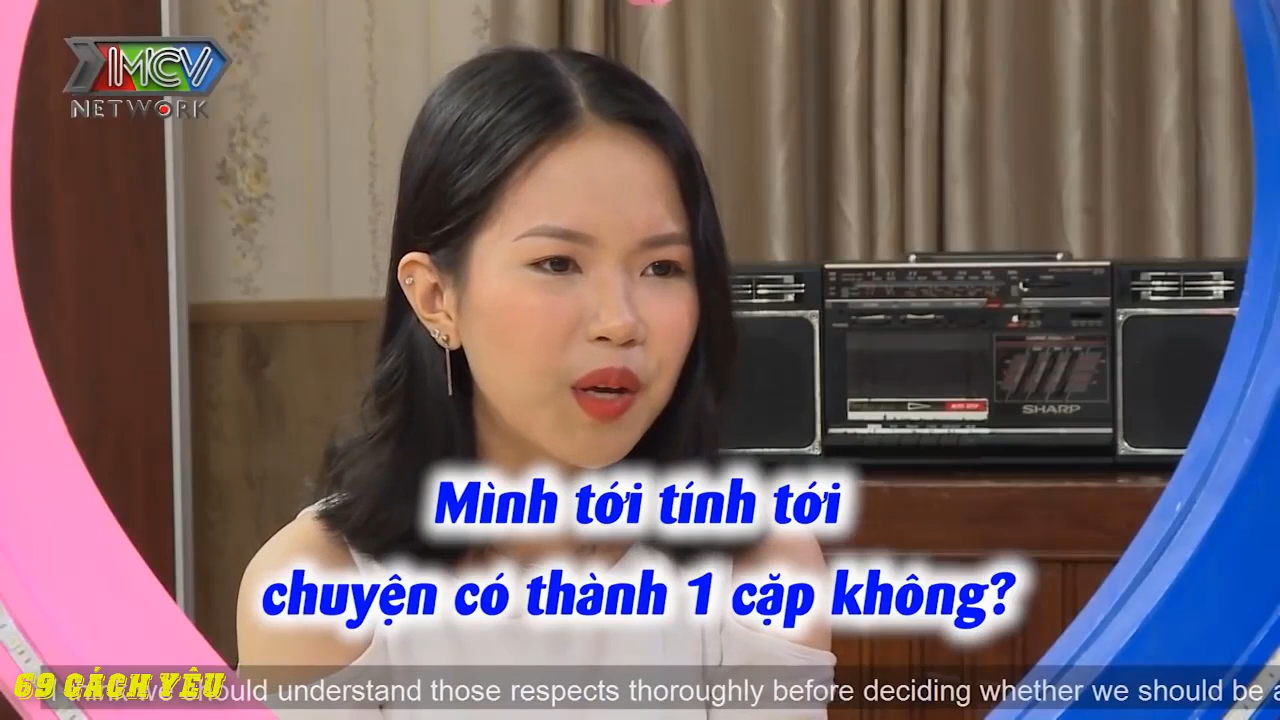 MCV
NETWORK
SHARP
Mình tới tính tới
chuyện có thành 1 cặp không?
69 CÁCH YÊU
should understand those respects thoroughly before deciding whether we should be a